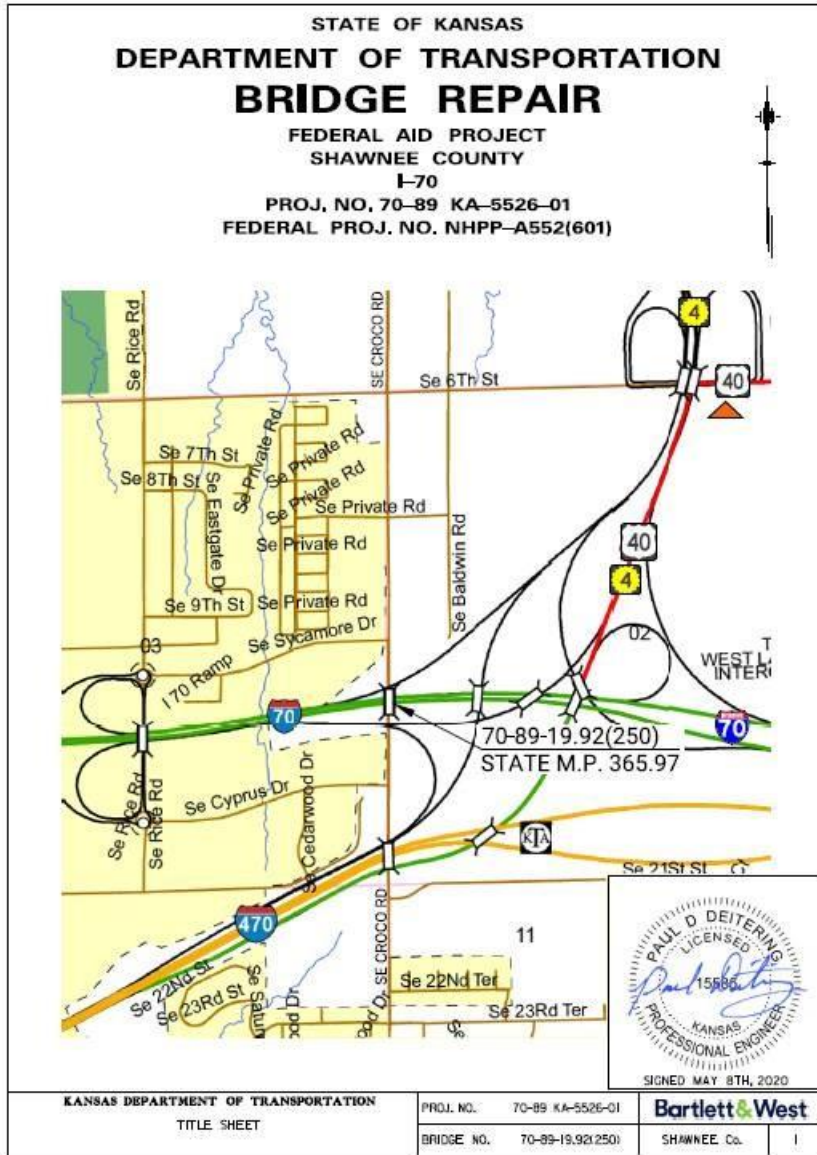 STATE OF KANSAS
DEPARTMENT OF TRANSPORTATION
BRIDGE REPAIR
FEDERAL AID PROJECT
SHAWNEE COUNTY
I-70
PROJ. NO. 70-89 KA-5526-01
FEDERAL PROJ. NO. NHPP-A552(601)
Se Rice Rd
SE CROCO RD
4
Se 6Th St
40
Se 7Th St
Se Private Rd
Se Private Rd
Se 8Th St
Se Eastgate Dr
Se Private Rd
Se Private Rd
Se Baldwin Rd
Se Private Rd
40
4
Se 9Th St
Se Private Rd
Se Sycamore Dr
03
02
I 70 Ramp
WEST
70
70
70-89-19.92(250)
STATE M.P. 365.97
Se Cyprus Dr
Se Cedarwood Dr
Se Rice Rd
Se Rice Rd
KTA
Se 21St St
470
SE CROCO RD
11
Se 22Nd St
Se 23Rd St
Se 22Nd Ter
Se 23Rd Ter
PAUL D DEITERING
LICENSED
15585
KANSAS
PROFESSIONAL ENGINEER
SIGNED MAY 8TH, 2020
KANSAS DEPARTMENT OF TRANSPORTATION
TITLE SHEET
PROJ. NO. 70-89 KA-5526-01
Bartlett&West
BRIDGE NO. 70-89-19.92(250)
SHAWNEE Co. 1